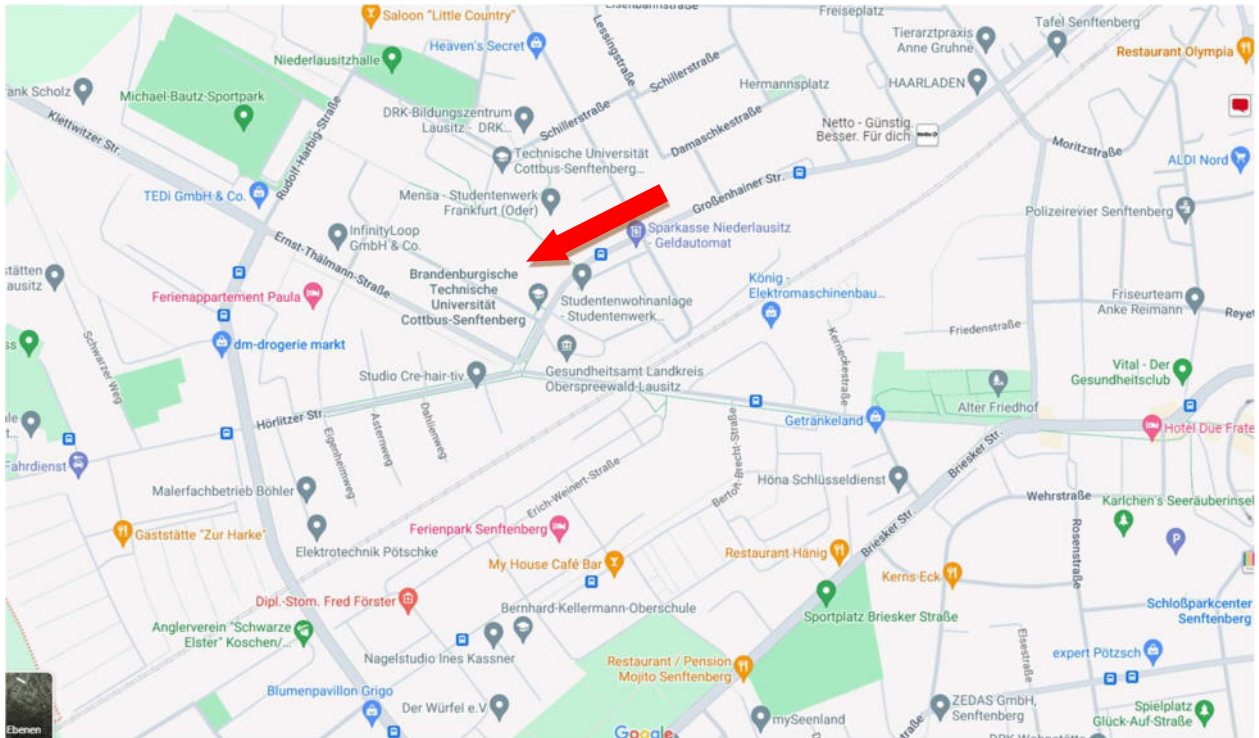 Saloon "Little Country"
Eisenbahnstraße
Freiseplatz
Tafel Senftenberg
Tierarztpraxis
Anne Gruhne
Restaurant Olympia
Heaven's Secret
Lessingstraße
Niederlausitzhalle
Schillerstraße
Hermannsplatz
HAARLADEN
ank Scholz
Michael-Bautz-Sportpark
DRK-Bildungszentrum
Lausitz - DRK...
Schillerstraße
Damaschkestraße
Netto - Günstig.
Besser. Für dich.
Netto
Klettwitzer Str.
Rudolf-Harbig-Straße
Moritzstraße
ALDI Nord
Technische Universität
Cottbus-Senftenberg...
TEDi GmbH & Co.
Mensa - Studentenwerk
Frankfurt (Oder)
Großenhainer Str.
Polizeirevier Senftenberg
InfinityLoop
GmbH & Co.
Sparkasse Niederlausitz
- Geldautomat
Ernst-Thälmann-Straße
stätten
ausitz
Brandenburgische
Technische
Universität
Cottbus-Senftenberg
Ferienappartement Paula
Studentenwohnanlage
- Studentenwerk...
König -
Elektromaschinenbau...
Friseurteam
Anke Reimann
Reye
Friedenstraße
Kerneckestraße
ss
Schwarzer Weg
dm-drogerie markt
Studio Cre-hair-tiv
Gesundheitsamt Landkreis
Oberspreewald-Lausitz
Vital - Der
Gesundheitsclub
Alter Friedhof
Hörlitzer Str.
Eigenheimweg
Asternweg
Dahlienweg
Getränkeland
Hotel Due Frate
ale
t...
Fahrdienst
Briesker Str.
Erich-Weinert-Straße
Bertolt-Brecht-Straße
Höna Schlüsseldienst
Malerfachbetrieb Böhler
Wehrstraße
Karlchen's Seeräuberinsel
Rosenstraße
Gaststätte "Zur Harke"
Ferienpark Senftenberg
Briesker Str.
P
Elektrotechnik Pötschke
My House Café Bar
Restaurant Hänig
Kerns Eck
Dipl.-Stom. Fred Förster
Bernhard-Kellermann-Oberschule
Sportplatz Briesker Straße
Schloßparkcenter
Senftenberg
Anglerverein "Schwarze
Elster" Koschen/...
Elsestraße
expert Pötzsch
Nagelstudio Ines Kassner
Restaurant / Pension
Mojito Senftenberg
Blumenpavillon Grigo
Der Würfel e.V
ZEDAS GmbH,
Senftenberg
Spielplatz
Glück-Auf-Straße
mySeenland
Ebenen
Google